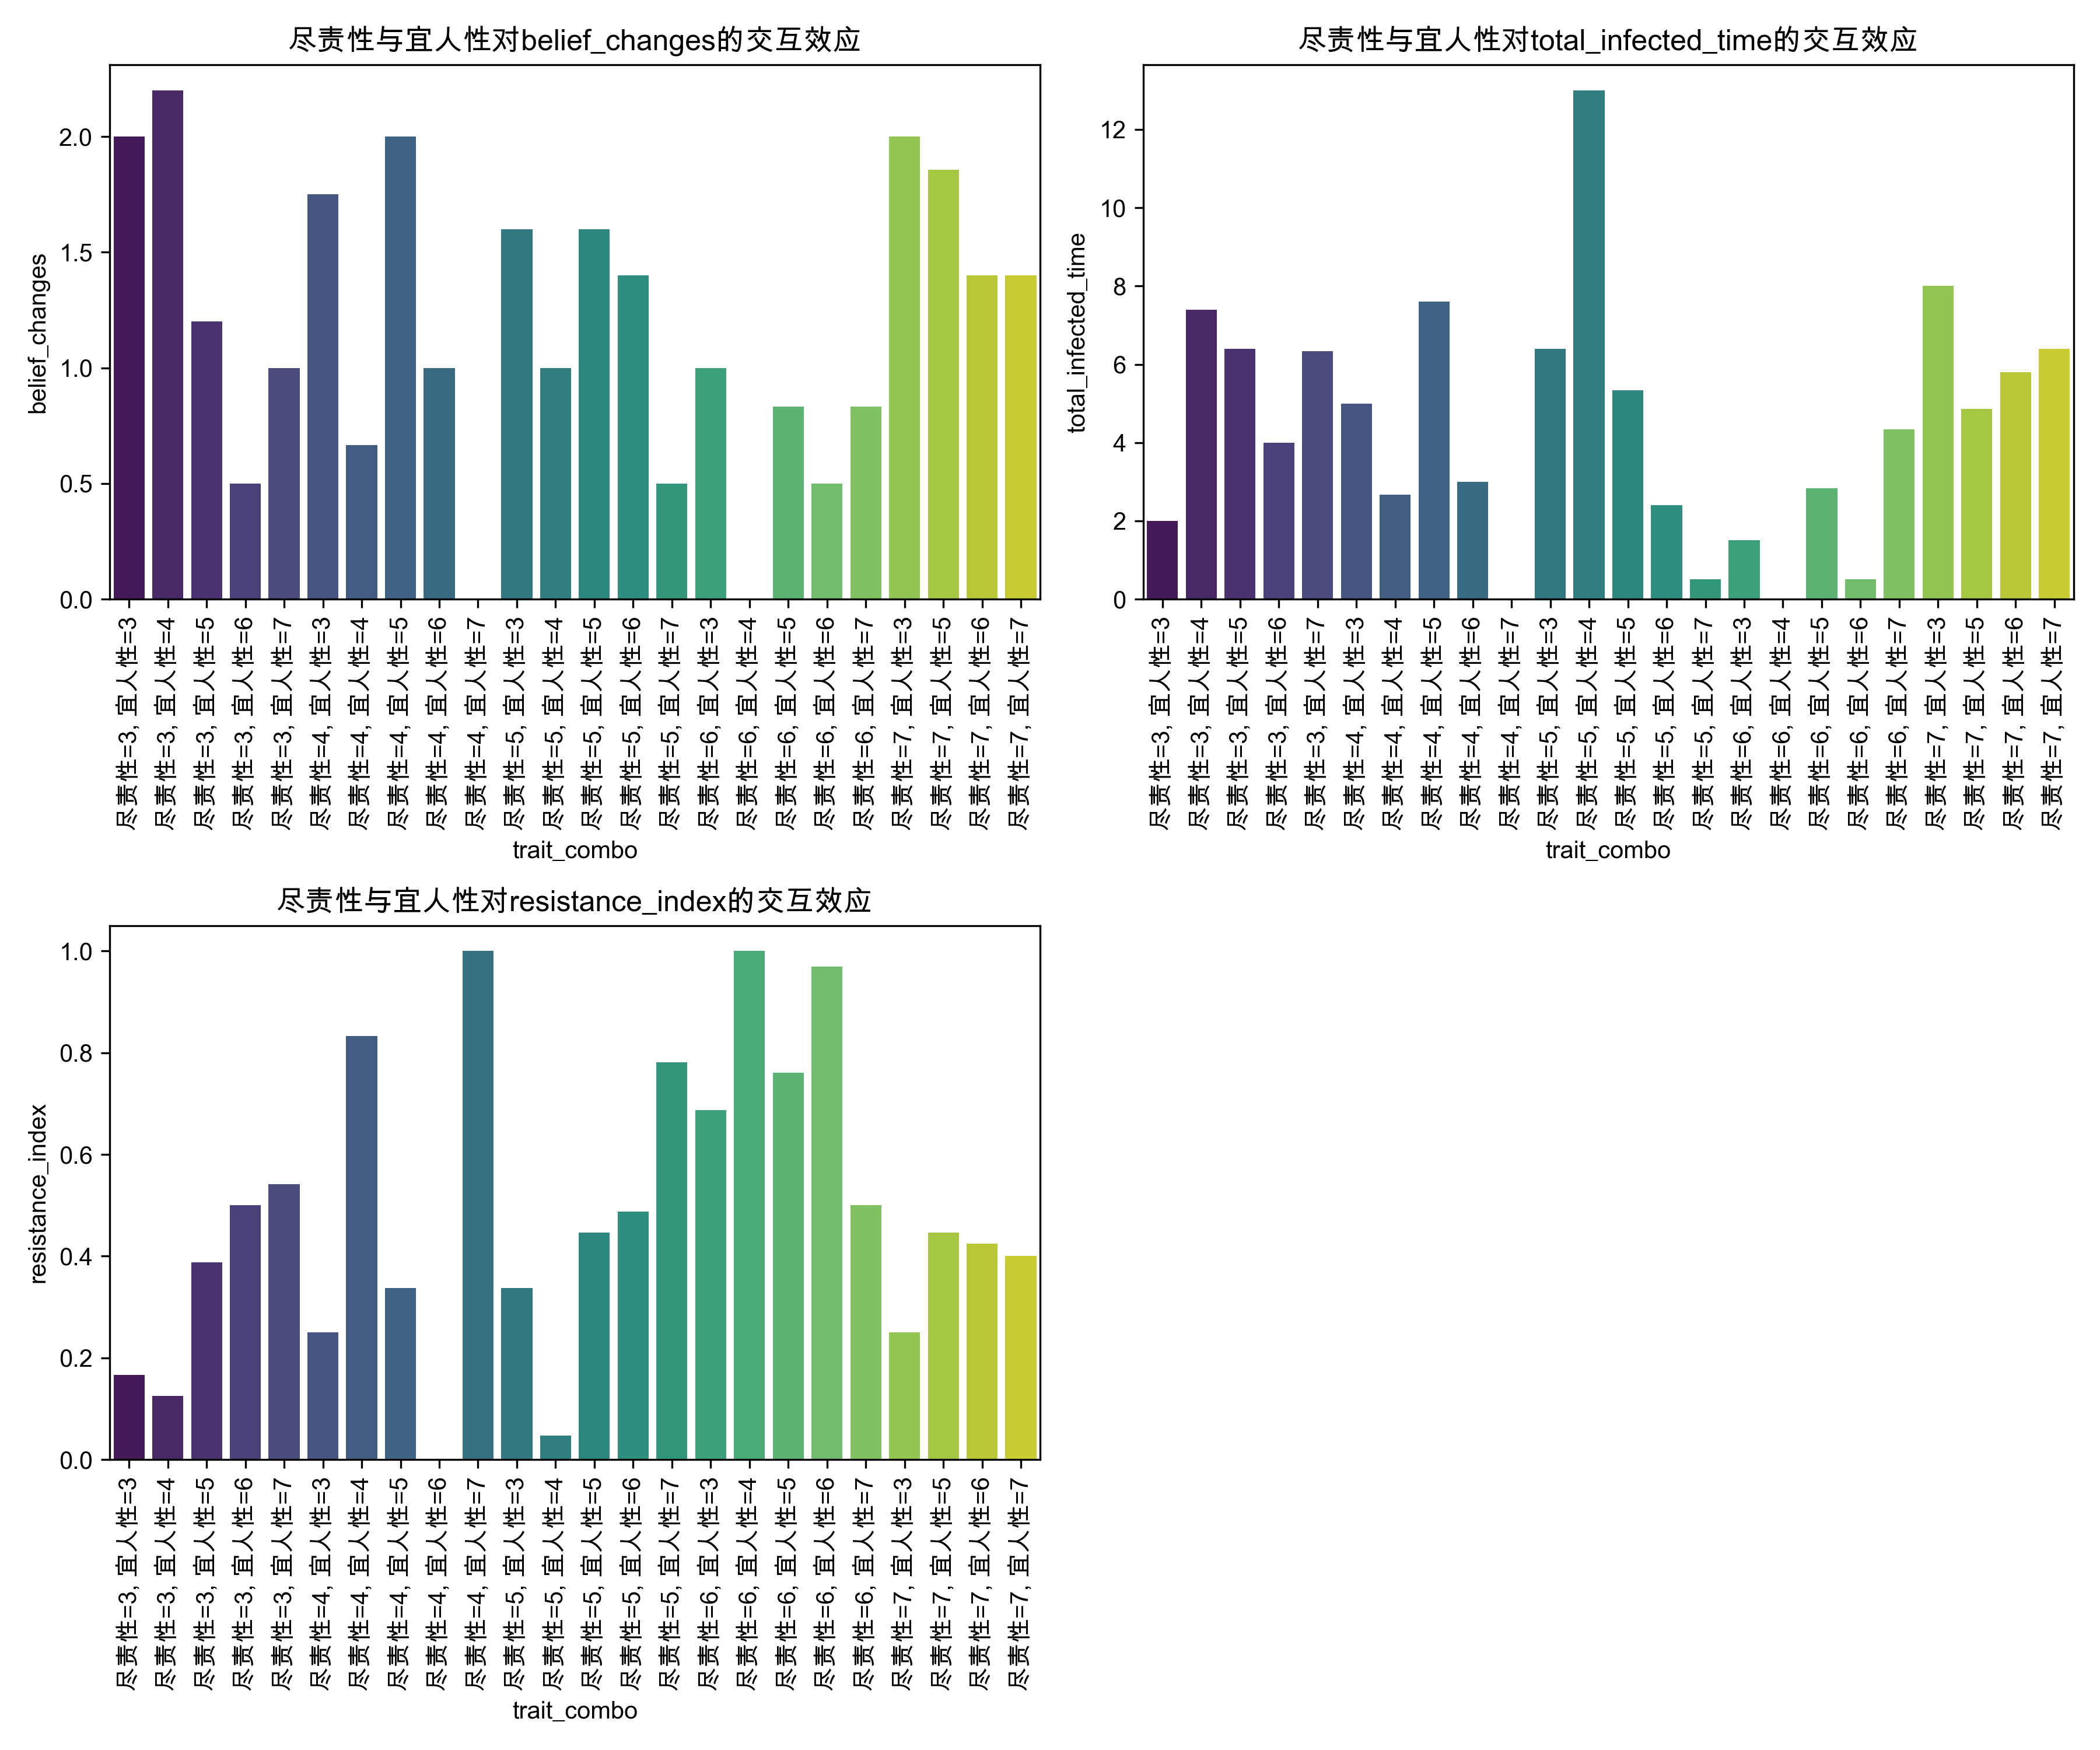 尽责性与宜人性对belief_changes的交互效应
belief_changes
2.0
1.5
1.0
0.5
0.0
尽责性=3, 宜人性=3
尽责性=3, 宜人性=4
尽责性=3, 宜人性=5
尽责性=3, 宜人性=6
尽责性=3, 宜人性=7
尽责性=4, 宜人性=3
尽责性=4, 宜人性=4
尽责性=4, 宜人性=5
尽责性=4, 宜人性=6
尽责性=4, 宜人性=7
尽责性=5, 宜人性=3
尽责性=5, 宜人性=4
尽责性=5, 宜人性=5
尽责性=5, 宜人性=6
尽责性=5, 宜人性=7
尽责性=6, 宜人性=3
尽责性=6, 宜人性=4
尽责性=6, 宜人性=5
尽责性=6, 宜人性=6
尽责性=6, 宜人性=7
尽责性=7, 宜人性=3
尽责性=7, 宜人性=5
尽责性=7, 宜人性=6
尽责性=7, 宜人性=7
trait_combo
尽责性与宜人性对total_infected_time的交互效应
total_infected_time
12
10
8
6
4
2
0
尽责性=3, 宜人性=3
尽责性=3, 宜人性=4
尽责性=3, 宜人性=5
尽责性=3, 宜人性=6
尽责性=3, 宜人性=7
尽责性=4, 宜人性=3
尽责性=4, 宜人性=4
尽责性=4, 宜人性=5
尽责性=4, 宜人性=6
尽责性=4, 宜人性=7
尽责性=5, 宜人性=3
尽责性=5, 宜人性=4
尽责性=5, 宜人性=5
尽责性=5, 宜人性=6
尽责性=5, 宜人性=7
尽责性=6, 宜人性=3
尽责性=6, 宜人性=4
尽责性=6, 宜人性=5
尽责性=6, 宜人性=6
尽责性=6, 宜人性=7
尽责性=7, 宜人性=3
尽责性=7, 宜人性=5
尽责性=7, 宜人性=6
尽责性=7, 宜人性=7
trait_combo
尽责性与宜人性对resistance_index的交互效应
resistance_index
1.0
0.8
0.6
0.4
0.2
0.0
尽责性=3, 宜人性=3
尽责性=3, 宜人性=4
尽责性=3, 宜人性=5
尽责性=3, 宜人性=6
尽责性=3, 宜人性=7
尽责性=4, 宜人性=3
尽责性=4, 宜人性=4
尽责性=4, 宜人性=5
尽责性=4, 宜人性=6
尽责性=4, 宜人性=7
尽责性=5, 宜人性=3
尽责性=5, 宜人性=4
尽责性=5, 宜人性=5
尽责性=5, 宜人性=6
尽责性=5, 宜人性=7
尽责性=6, 宜人性=3
尽责性=6, 宜人性=4
尽责性=6, 宜人性=5
尽责性=6, 宜人性=6
尽责性=6, 宜人性=7
尽责性=7, 宜人性=3
尽责性=7, 宜人性=5
尽责性=7, 宜人性=6
尽责性=7, 宜人性=7
trait_combo